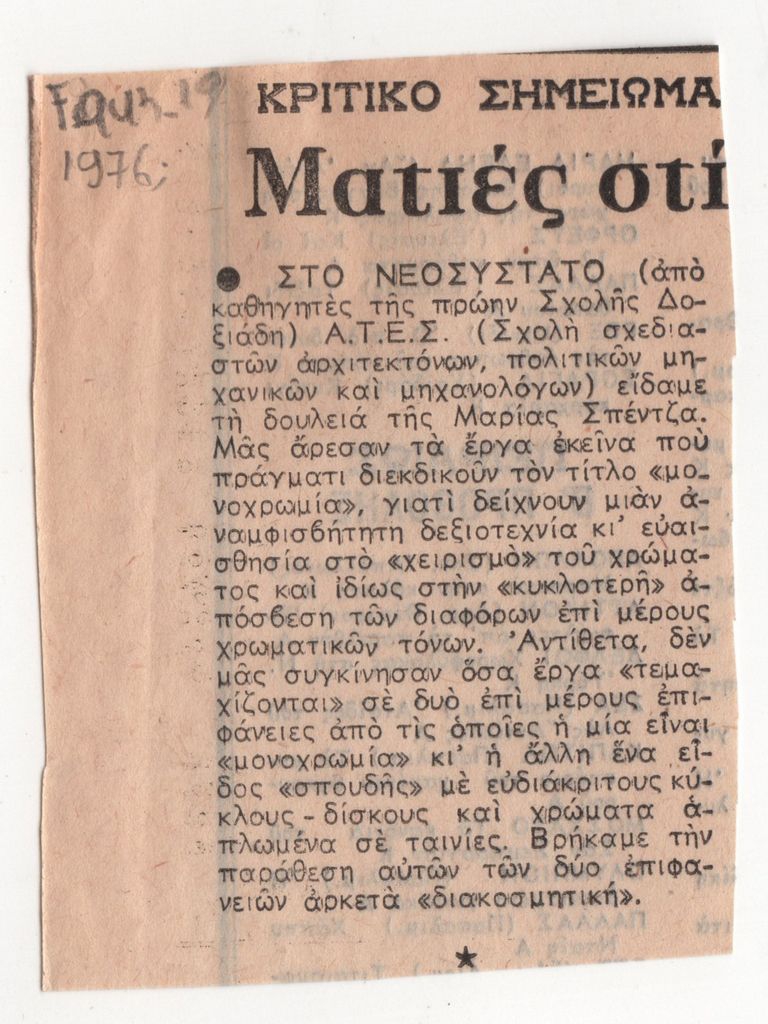 1976;
ΚΡΙΤΙΚΟ ΣΗΜΕΙΩΜΑ
Ματιές στί
● ΣΤΟ ΝΕΟΣΥΣΤΑΤΟ (ἀπὸ
καθηγητὲς τῆς πρώην Σχολῆς Δο-
ξιάδη) Α.Τ.Ε.Σ. (Σχολὴ σχεδια-
στῶν ἀρχιτεκτόνων, πολιτικῶν μη-
χανικῶν καὶ μηχανολόγων) εἴδαμε
τὴ δουλειά τῆς Μαρίας Σπέντζα.
Μᾶς ἄρεσαν τὰ ἔργα ἐκεῖνα ποὺ
πράγματι διεκδικοῦν τὸν τίτλο «μο-
νοχρωμία», γιατὶ δείχνουν μιὰν ἀ-
ναμφισβήτητη δεξιοτεχνία κι' εὐαι-
σθησία στὸ «χειρισμὸ» τοῦ χρώμα-
τος καὶ ἰδίως στὴν «κυκλοτερῆ» ἀ-
πόσβεση τῶν διαφόρων ἐπὶ μέρους
χρωματικῶν τόνων. Ἀντίθετα, δὲν
μᾶς συγκίνησαν ὅσα ἔργα «τεμα-
χίζονται» σὲ δυὸ ἐπὶ μέρους ἐπι-
φάνειες ἀπὸ τὶς ὁποῖες ἡ μία εἶναι
«μονοχρωμία» κι' ἡ ἄλλη ἕνα εἶ-
δος «σπουδῆς» μὲ εὐδιάκριτους κύ-
κλους - δίσκους καὶ χρώματα ἁ-
πλωμένα σὲ ταινίες. Βρήκαμε τὴν
παράθεση αὐτῶν τῶν δύο ἐπιφα-
νειῶν ἀρκετὰ «διακοσμητική».
★